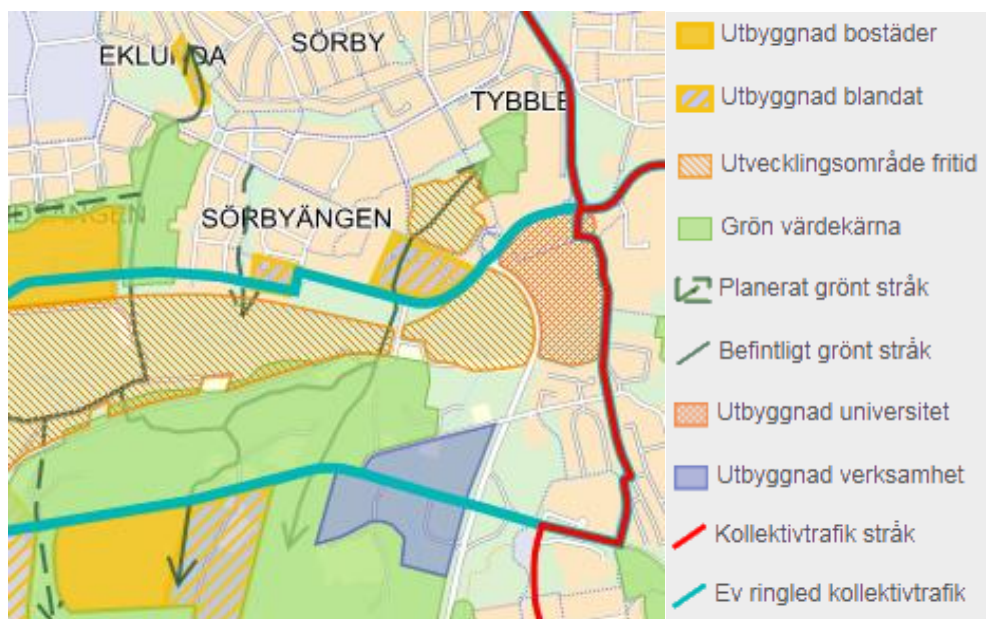 SÖRBY
EKLUNDA
TYBBLE
SÖRBYÄNGEN
Utbyggnad bostäder
Utbyggnad blandat
Utvecklingsområde fritid
Grön värdekärna
Planerat grönt stråk
Befintligt grönt stråk
Utbyggnad universitet
Utbyggnad verksamhet
Kollektivtrafik stråk
Ev ringled kollektivtrafik